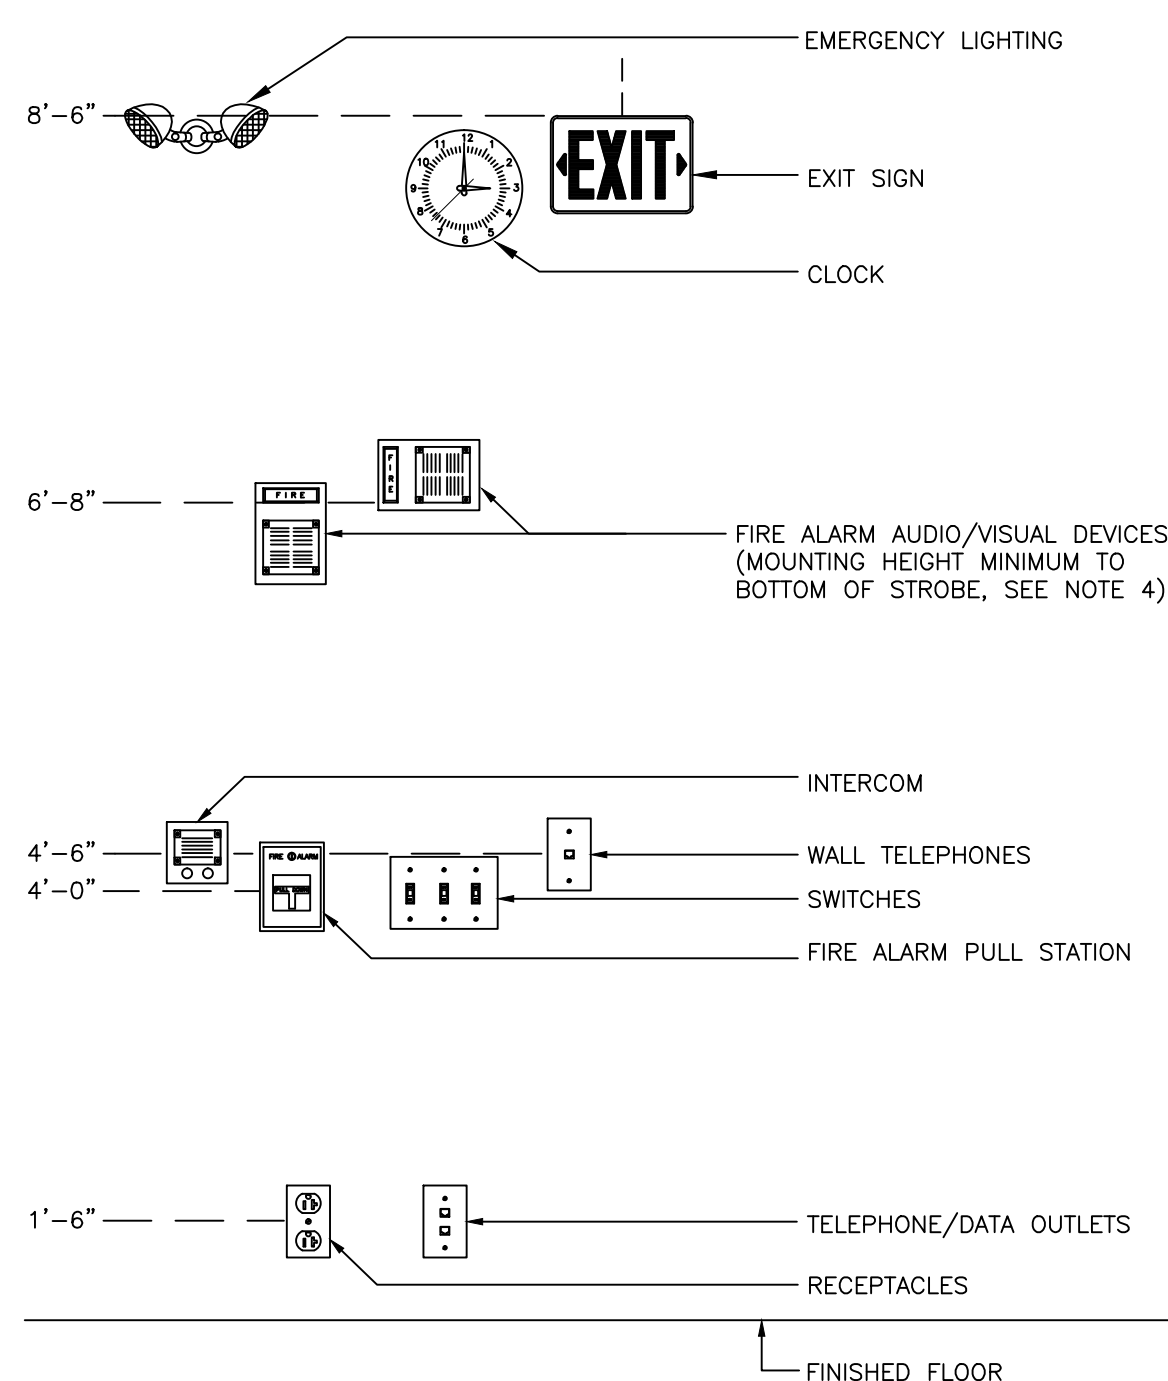 EMERGENCY LIGHTING
8'-6"
EXIT
EXIT SIGN
12
1
2
3
4
5
6
7
8
9
10
11
CLOCK
FIRE
6'-8"
FIRE
FIRE ALARM AUDIO/VISUAL DEVICES
(MOUNTING HEIGHT MINIMUM TO
BOTTOM OF STROBE, SEE NOTE 4)
INTERCOM
4'-6"
FIRE ALARM
WALL TELEPHONES
4'-0"
PULL DOWN
SWITCHES
FIRE ALARM PULL STATION
1'-6"
TELEPHONE/DATA OUTLETS
RECEPTACLES
FINISHED FLOOR